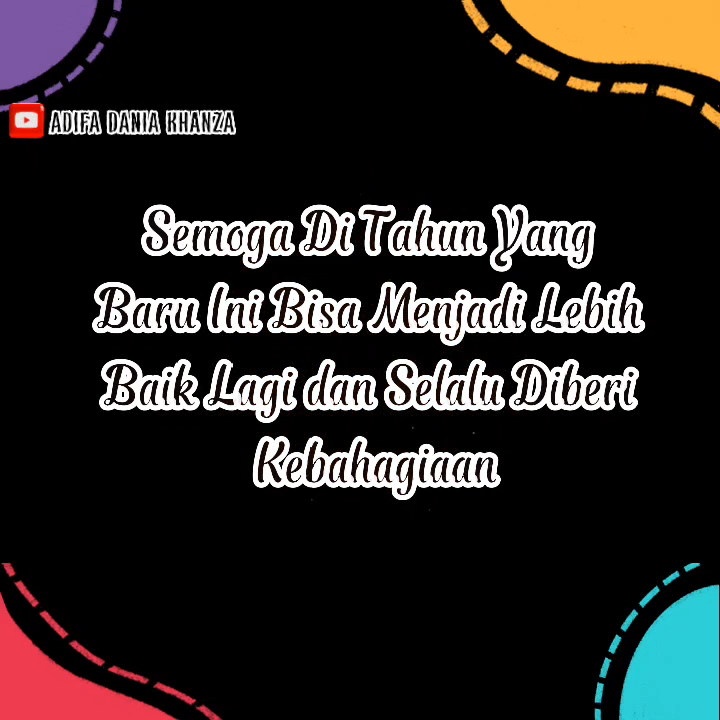 ADIFA DANIA KHANZA
Semoga Di Tahun Yang
Baru Ini Bisa Menjadi Lebih
Baik Lagi dan Selalu Diberi
Kebahagiaan